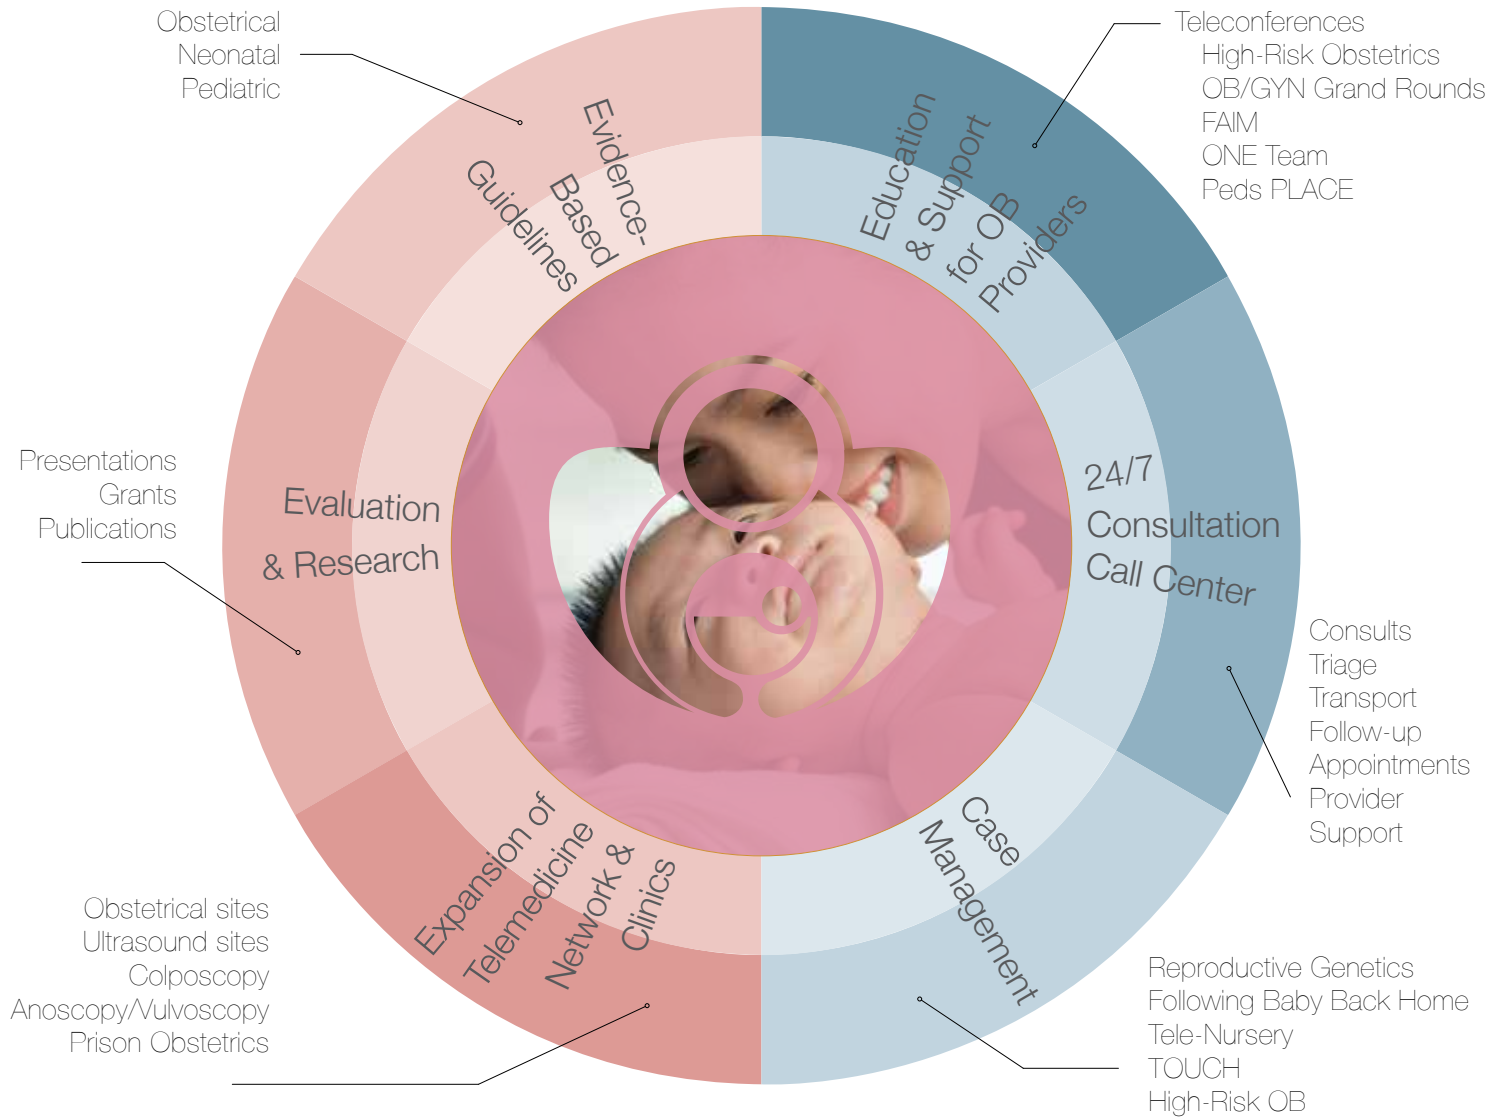 Obstetrical
Neonatal
Pediatric
Evidence-
Based
Guidelines
Teleconferences
High-Risk Obstetrics
OB/GYN Grand Rounds
FAIM
ONE Team
Peds PLACE
Education
& Support
for OB
Providers
Presentations
Grants
Publications
Evaluation
& Research
24/7
Consultation
Call Center
Consults
Triage
Transport
Follow-up
Appointments
Provider
Support
Obstetrical sites
Ultrasound sites
Colposcopy
Anoscopy/Vulvoscopy
Prison Obstetrics
Expansion of
Telemedicine
Network &
Clinics
Case
Management
Reproductive Genetics
Following Baby Back Home
Tele-Nursery
TOUCH
High-Risk OB